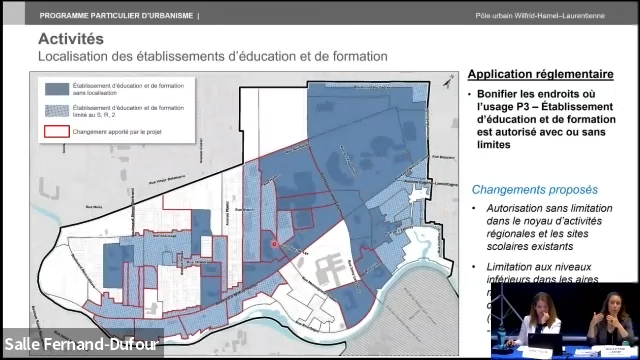 PROGRAMME PARTICULIER D'URBANISME |
Pôle urbain Wilfrid-Hamel–Laurentienne
Activités
Localisation des établissements d'éducation et de formation
Établissement d'éducation et de formation
sans localisation
Établissement d'éducation et de formation
limité au S, R, 2
Changement apporté par le projet
Application réglementaire
• Bonifier les endroits où
l'usage P3 – Établissement
d'éducation et de formation
est autorisé avec ou sans
limites
Changements proposés
• Autorisation sans limitation
dans le noyau d'activités
régionales et les sites
scolaires existants
• Limitation aux niveaux
inférieurs dans les aires
Salle Fernand-Dufour